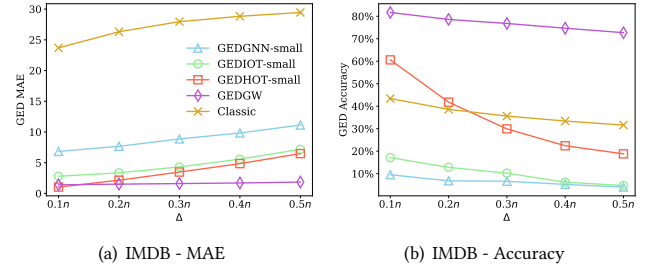 30
25
20
15
10
5
0
GED MAE
GEDGNN-small
GEDIOT-small
GEDHOT-small
GEDGW
Classic
0.1n 0.2n 0.3n 0.4n 0.5n
Δ
(a) IMDB - MAE
80%
70%
60%
50%
40%
30%
20%
10%
GED Accuracy
0.1n 0.2n 0.3n 0.4n 0.5n
Δ
(b) IMDB - Accuracy